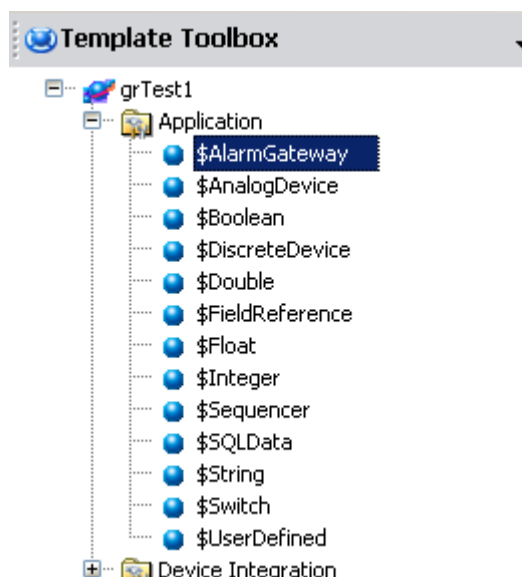 Template Toolbox
grTest1
Application
$AlarmGateway
$AnalogDevice
$Boolean
$DiscreteDevice
$Double
$FieldReference
$Float
$Integer
$Sequencer
$SQLData
$String
$Switch
$UserDefined
Device Integration